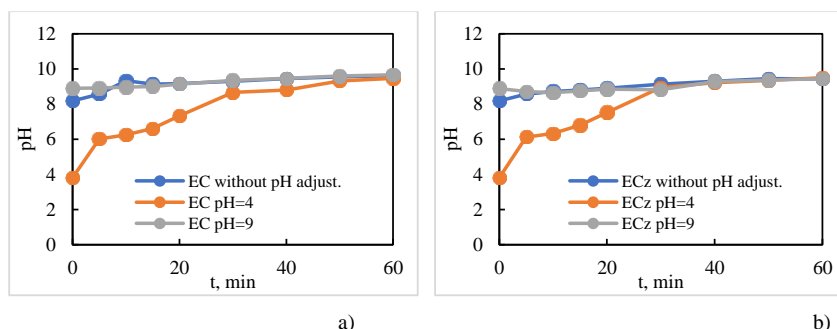 12
10
8
6
4
2
0
pH
EC without pH adjust.
EC pH=4
EC pH=9
0 20 40 60
t, min
a)
12
10
8
6
4
2
0
pH
ECz without pH adjust.
ECz pH=4
ECz pH=9
0 20 40 60
t, min
b)